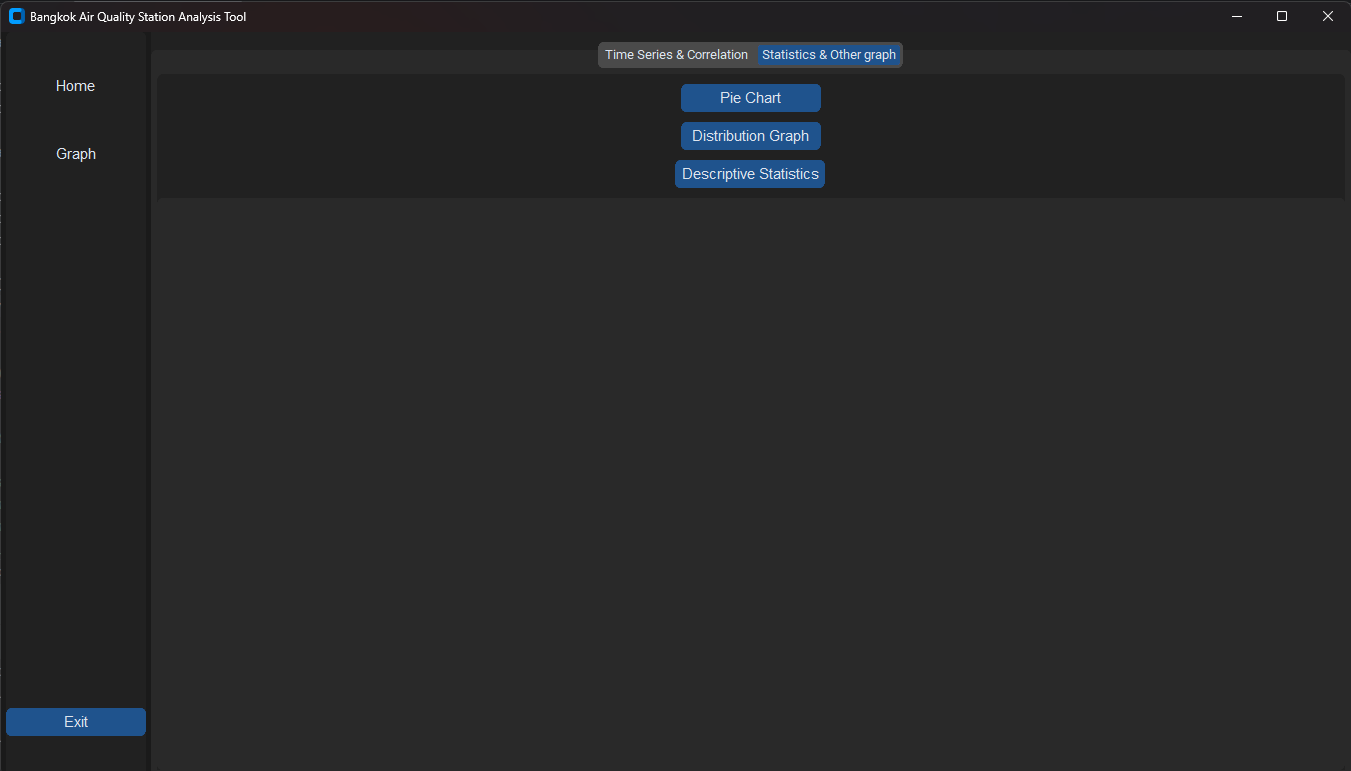 Bangkok Air Quality Station Analysis Tool
Time Series & Correlation
Statistics & Other graph
Home
Graph
Pie Chart
Distribution Graph
Descriptive Statistics
Exit